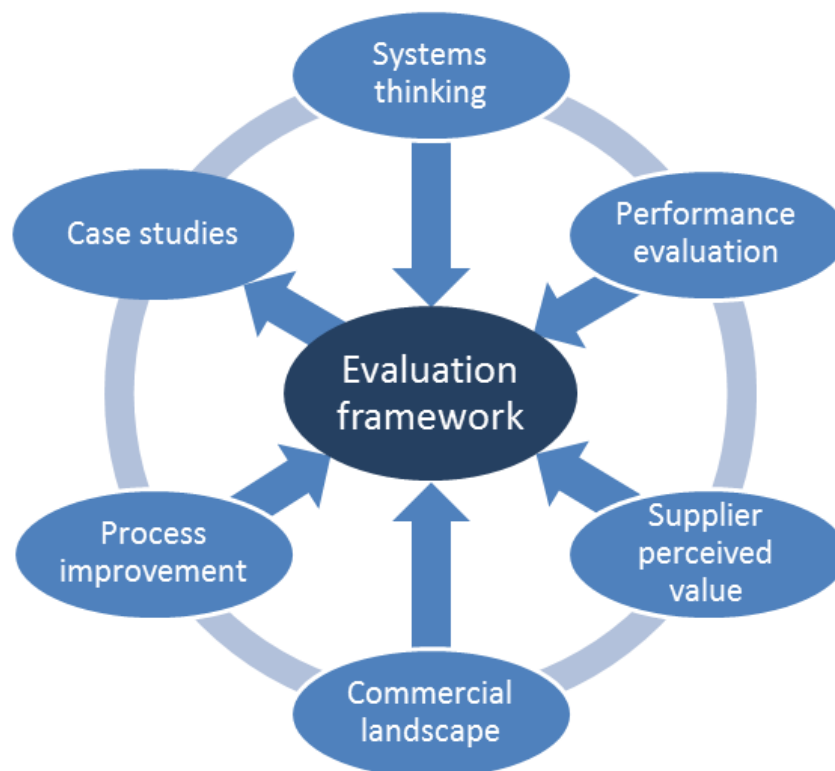 Systems
thinking
Performance
evaluation
Case studies
Evaluation
framework
Process
improvement
Supplier
perceived
value
Commercial
landscape